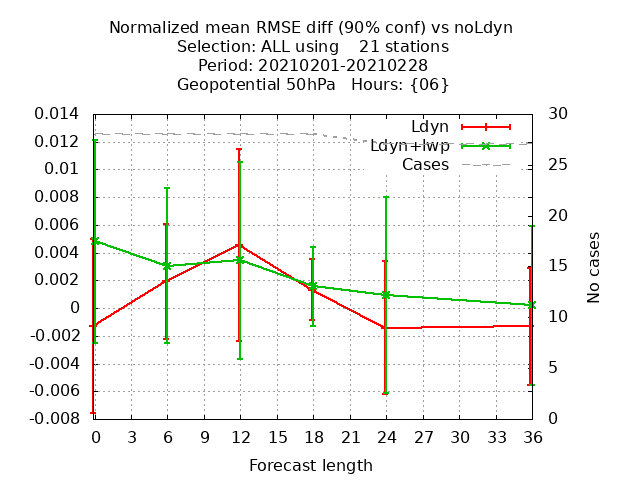 Normalized mean RMSE diff (90% conf) vs noLdyn
Selection: ALL using    21 stations
Period: 20210201-20210228
Geopotential 50hPa   Hours: {06}
0.014
0.012
0.01
0.008
0.006
0.004
0.002
0
-0.002
-0.004
-0.006
-0.008
30
25
20
15
10
5
0
No cases
Ldyn
Ldyn+lwp
Cases
0 3 6 9 12 15 18 21 24 27 30 33 36
Forecast length